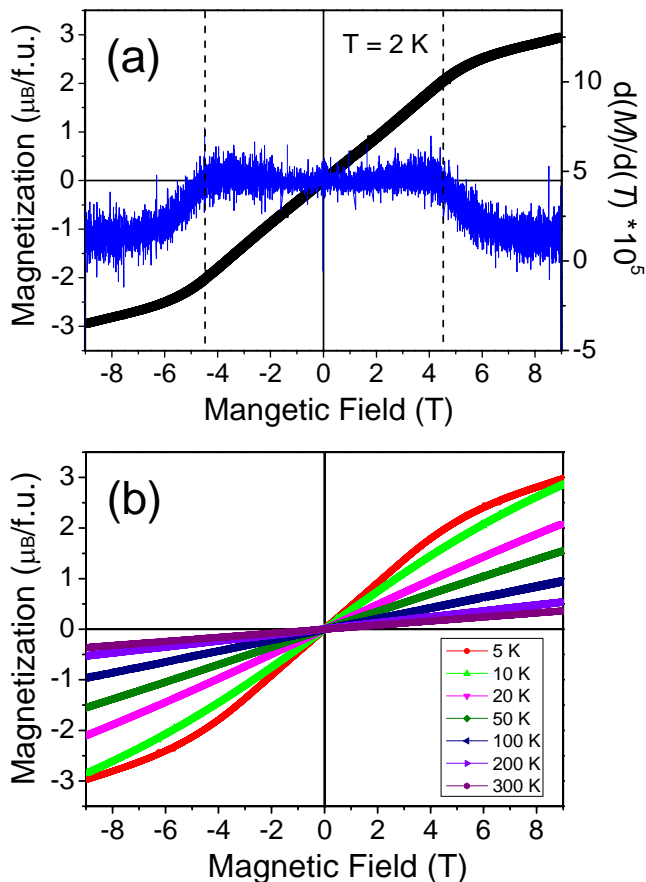 (a)
T = 2 K
3
2
1
0
-1
-2
-3
Magnetization (μB/f.u.)
10
5
0
-5
d(M)/d(T) *10^5
-8 -6 -4 -2 0 2 4 6 8
Mangetic Field (T)
(b)
3
2
1
0
-1
-2
-3
Magnetization (μB/f.u.)
5 K
10 K
20 K
50 K
100 K
200 K
300 K
-8 -6 -4 -2 0 2 4 6 8
Magnetic Field (T)